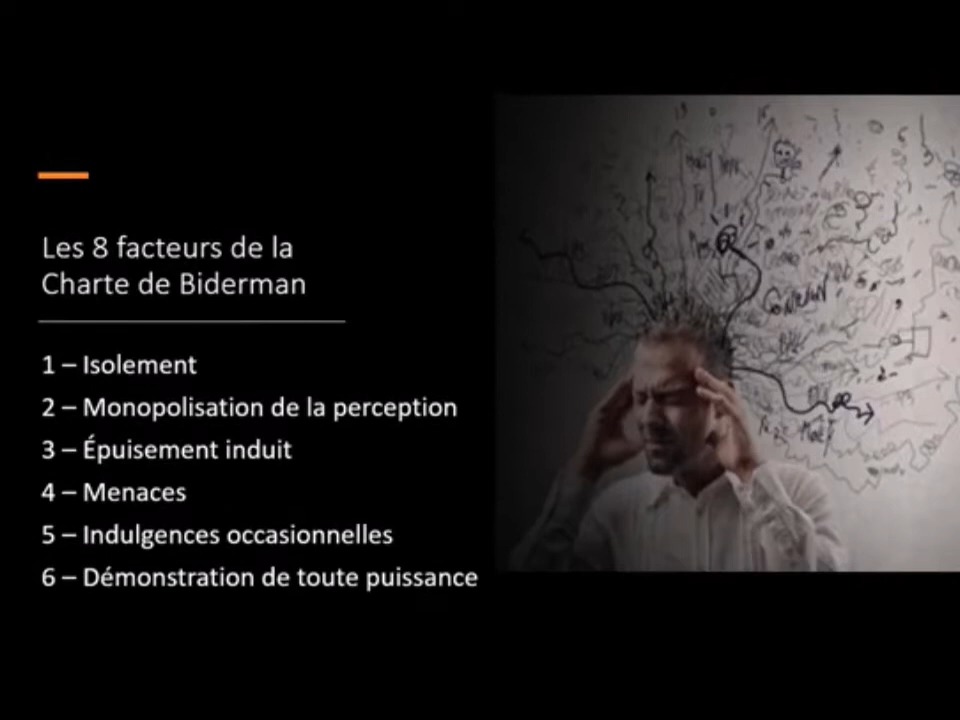 Les 8 facteurs de la
Charte de Biderman
1 – Isolement
2 – Monopolisation de la perception
3 – Épuisement induit
4 – Menaces
5 – Indulgences occasionnelles
6 – Démonstration de toute puissance